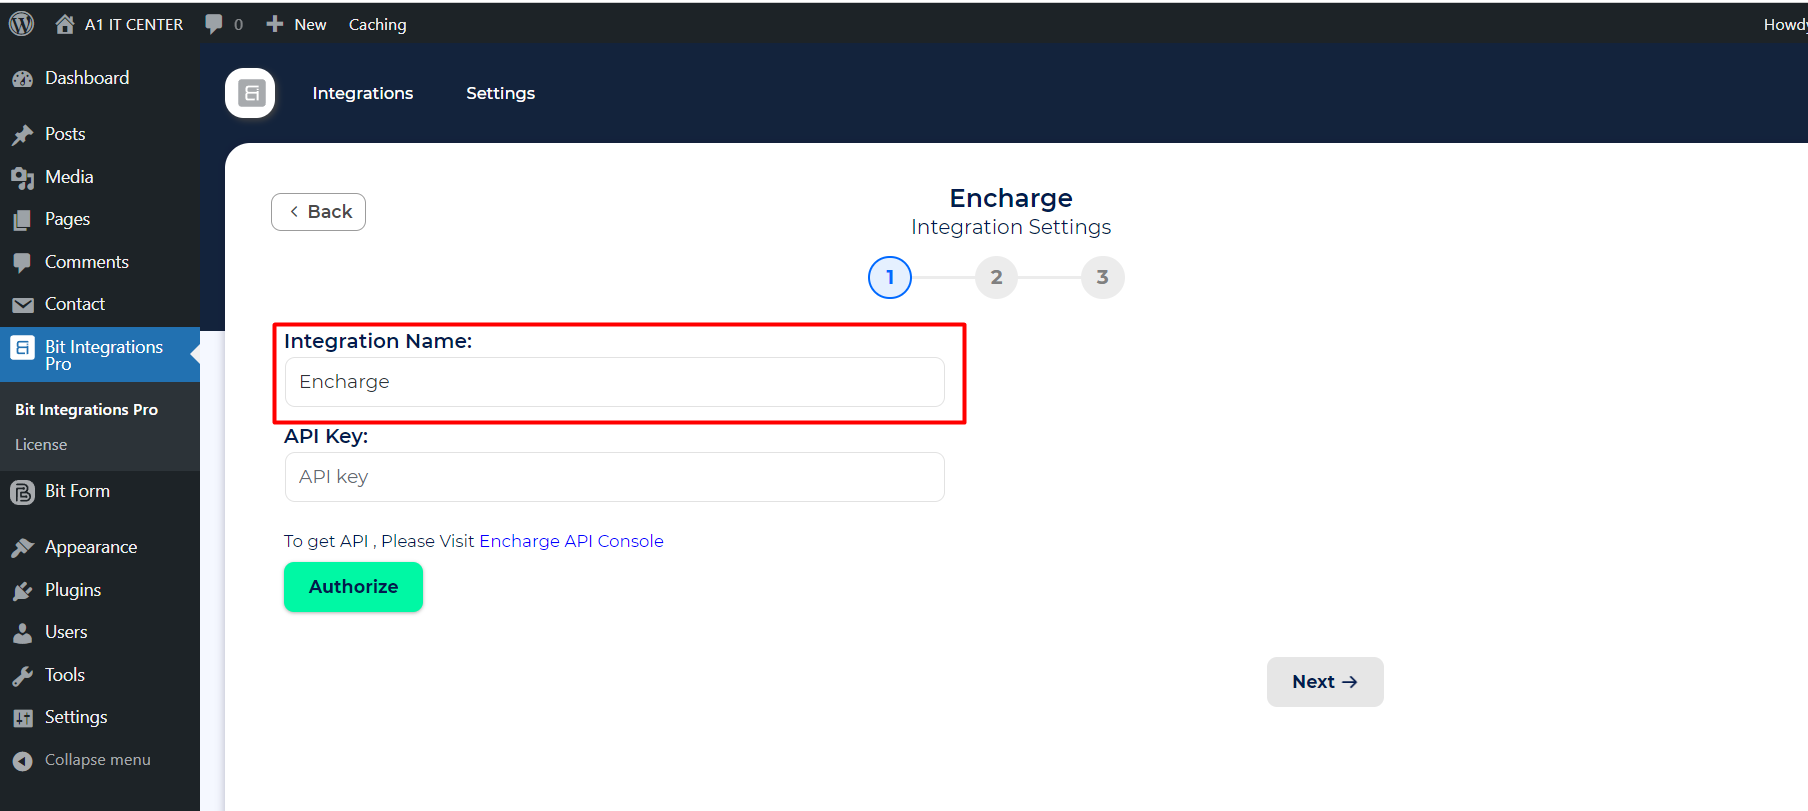 A1 IT CENTER 0 New Caching Howdy
Dashboard
Posts
Media
Pages
Comments
Contact
Bit Integrations
Pro
Bit Integrations Pro
License
Bit Form
Appearance
Plugins
Users
Tools
Settings
Collapse menu
Integrations Settings
Back
Encharge
Integration Settings
1 2 3
Integration Name:
Encharge
API Key:
API key
To get API , Please Visit Encharge API Console
Authorize
Next →